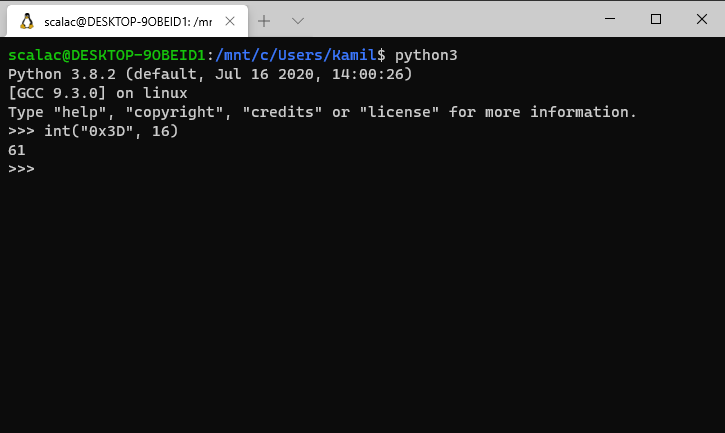 scalac@DESKTOP-9OBEID1: /mn
scalac@DESKTOP-9OBEID1:/mnt/c/Users/Kamil$ python3
Python 3.8.2 (default, Jul 16 2020, 14:00:26)
[GCC 9.3.0] on linux
Type "help", "copyright", "credits" or "license" for more information.
>>> int("0x3D", 16)
61
>>>